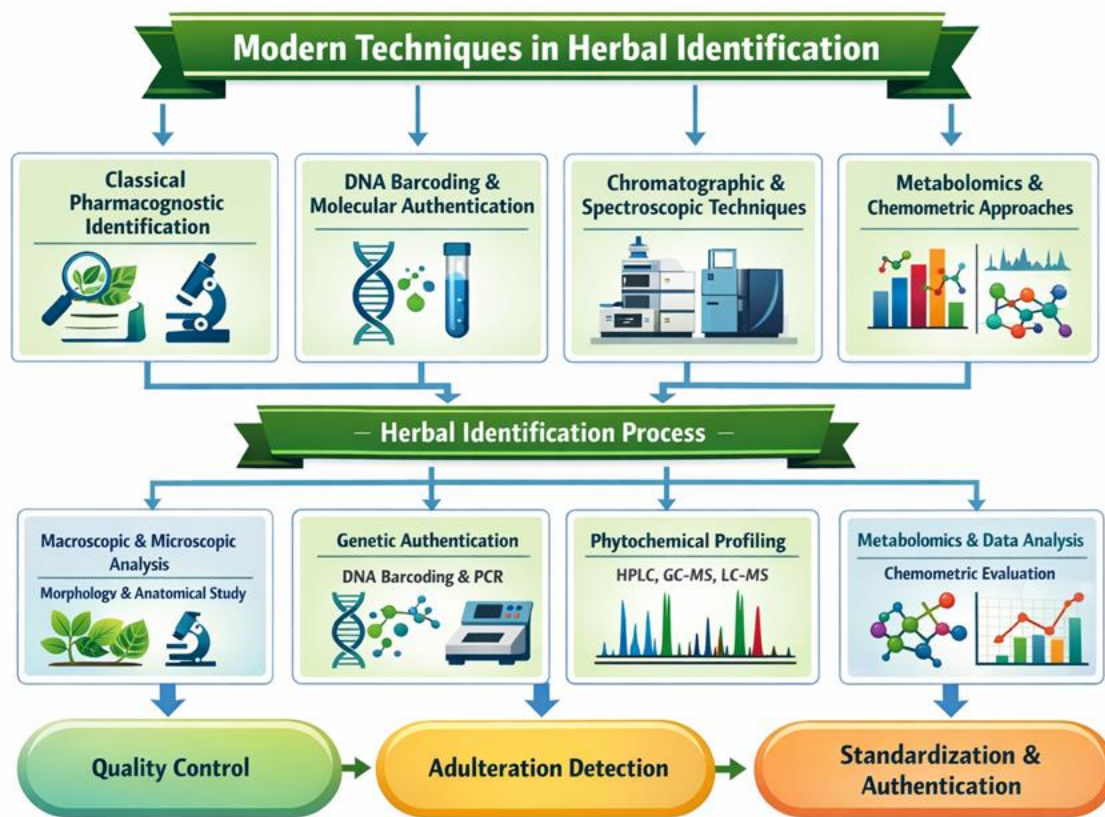 Modern Techniques in Herbal Identification
Classical
Pharmacognostic
Identification
DNA Barcoding &
Molecular Authentication
Chromatographic &
Spectroscopic Techniques
Metabolomics &
Chemometric Approaches
– Herbal Identification Process –
Macroscopic & Microscopic
Analysis
Morphology & Anatomical Study
Genetic Authentication
DNA Barcoding & PCR
Phytochemical Profiling
HPLC, GC-MS, LC-MS
Metabolomics & Data Analysis
Chemometric Evaluation
Quality Control
Adulteration Detection
Standardization &
Authentication